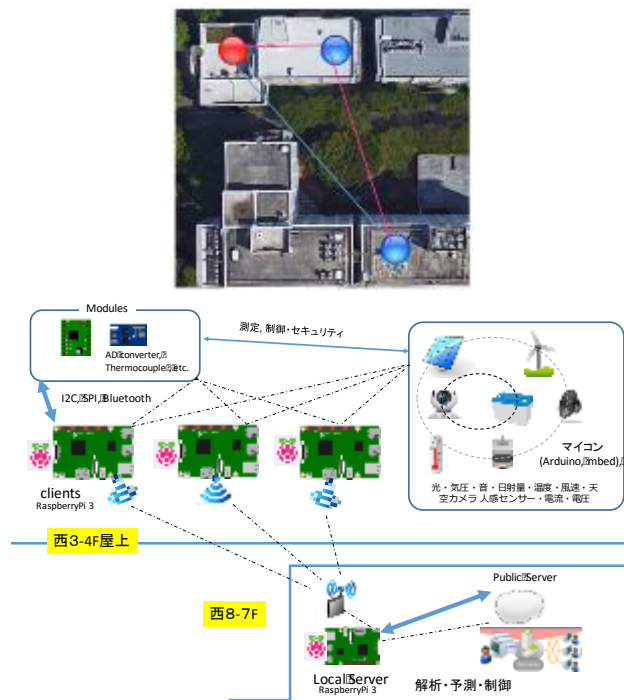 Modules
AD converter,
Thermocouple, etc.
測定, 制御・セキュリティ
I2C, SPI, Bluetooth
マイコン
(Arduino, mbed),
光・気圧・音・日射量・温度・風速・天
空カメラ 人感センサー・電流・電圧
clients
RaspberryPi 3
西3-4F屋上
西8-7F
Public Server
Local Server
RaspberryPi 3
解析・予測・制御